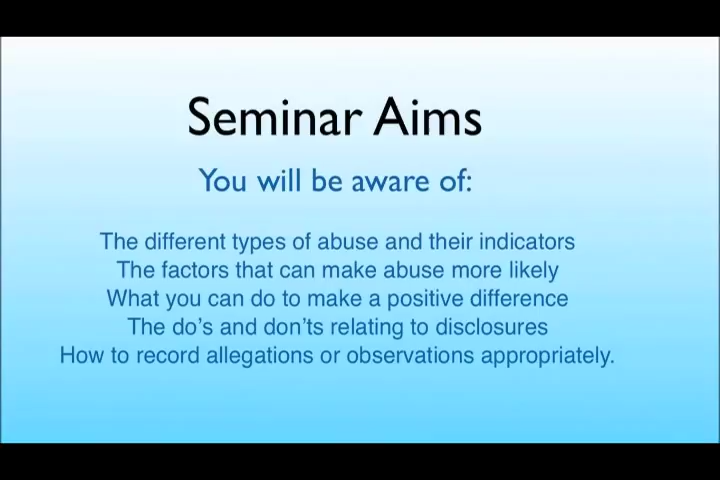 Seminar Aims
You will be aware of:
The different types of abuse and their indicators
The factors that can make abuse more likely
What you can do to make a positive difference
The do's and don'ts relating to disclosures
How to record allegations or observations appropriately.